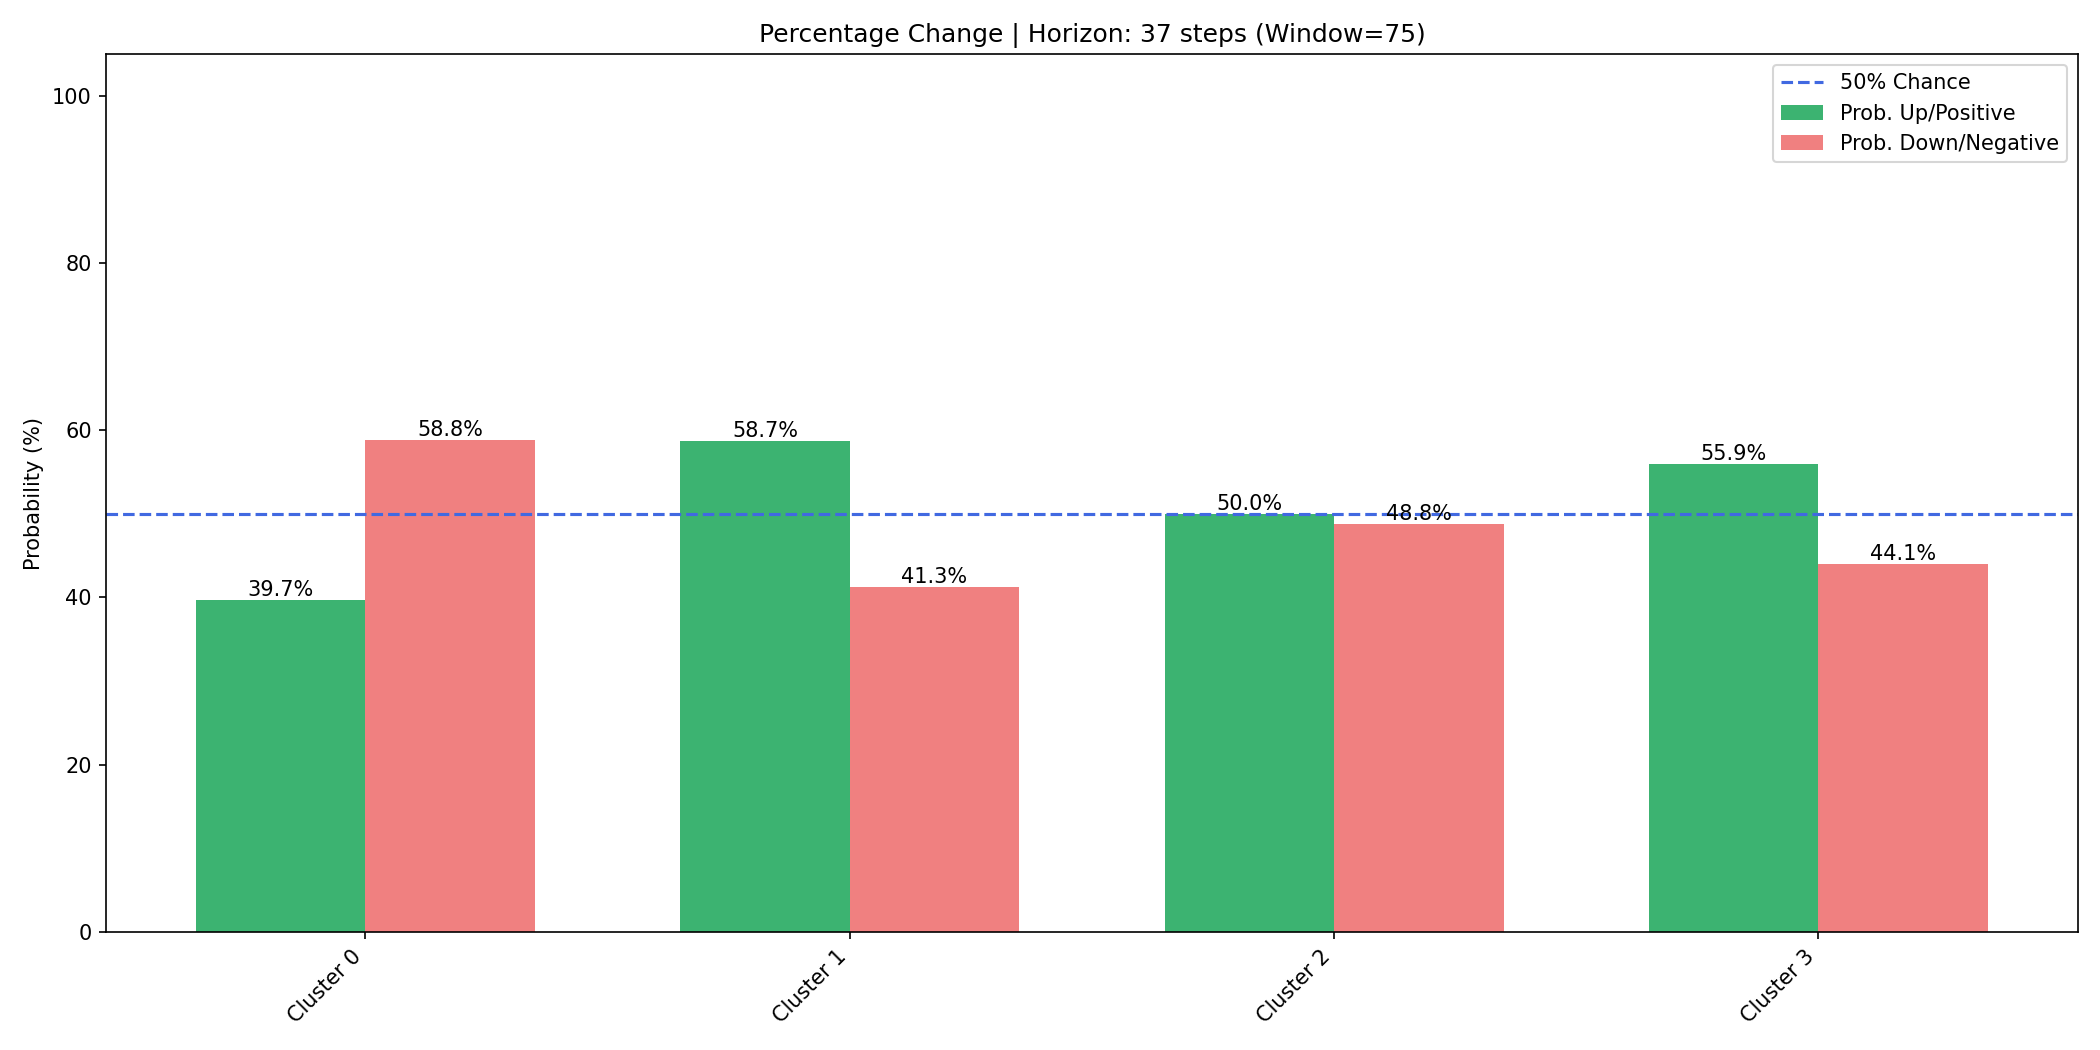 Percentage Change | Horizon: 37 steps (Window=75)
50% Chance
Prob. Up/Positive
Prob. Down/Negative
Probability (%)
100
80
60
40
20
0
39.7%
58.8%
58.7%
41.3%
50.0%
48.8%
55.9%
44.1%
Cluster 0
Cluster 1
Cluster 2
Cluster 3